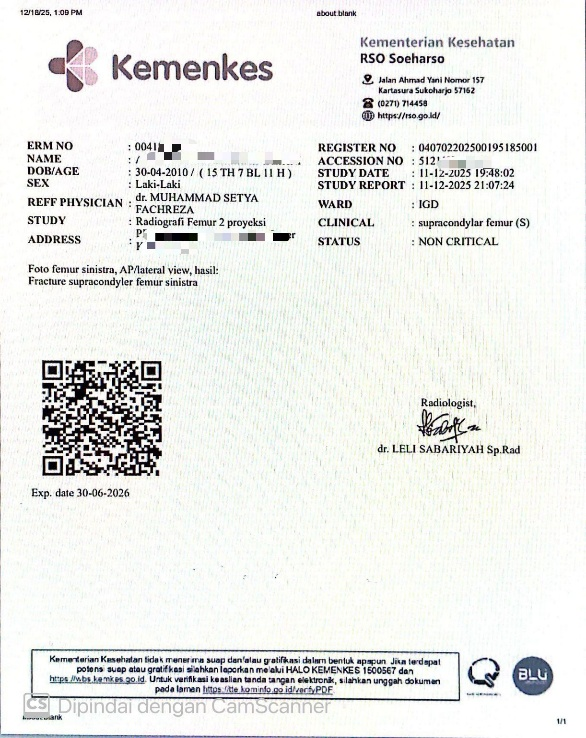 12/18/25, 1:09 PM
about:blank
Kemenkes
Kementerian Kesehatan
RSO Soeharso
Jalan Ahmad Yani Nomor 157
Kartasura Sukoharjo 57162
(0271) 714458
https://rso.go.id/
ERM NO : 0041
NAME :
DOB/AGE : 30-04-2010 / ( 15 TH 7 BL 11 H )
SEX : Laki-Laki
REFF PHYSICIAN : dr. MUHAMMAD SETYA
FACHREZA
STUDY : Radiografi Femur 2 proyeksi
ADDRESS :
REGISTER NO : 0407022025001951850​01
ACCESSION NO : 512
STUDY DATE : 11-12-2025 19:48:02
STUDY REPORT : 11-12-2025 21:07:24
WARD : IGD
CLINICAL : supracondylar femur (S)
STATUS : NON CRITICAL
Foto femur sinistra, AP/lateral view, hasil:
Fracture supracondyler femur sinistra
Radiologist,
dr. LELI SABARIYAH Sp.Rad
Exp. date 30-06-2026
Kementerian Kesehatan tidak menerima suap dan/atau gratifikasi dalam bentuk apapun. Jika terdapat
potensi suap atau gratifikasi silahkan laporkan melalui HALO KEMENKES 1500567 dan
https://wbs.kemkes.go.id. Untuk verifikasi keaslian tanda tangan elektronik, silahkan unggah dokumen
pada laman https://tte.kominfo.go.id/verifyPDF.
BLU
CS Dipindai dengan CamScanner
about:blank
1/1